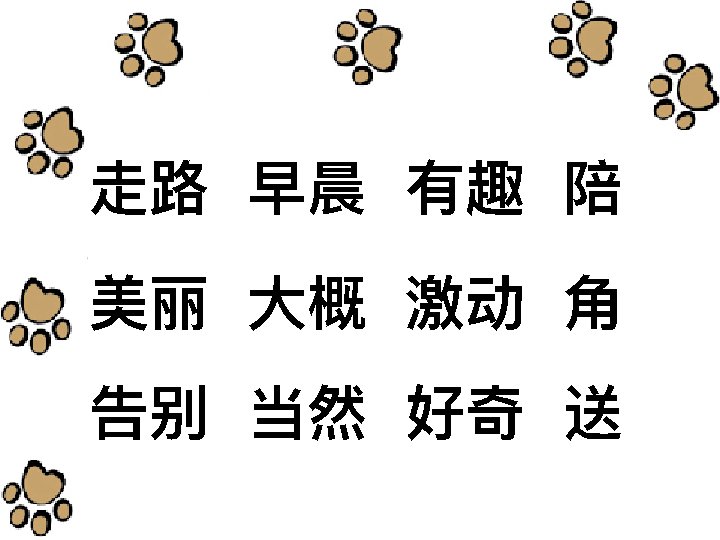 走路 早晨 有趣 陪
美丽 大概 激动 角
告别 当然 好奇 送